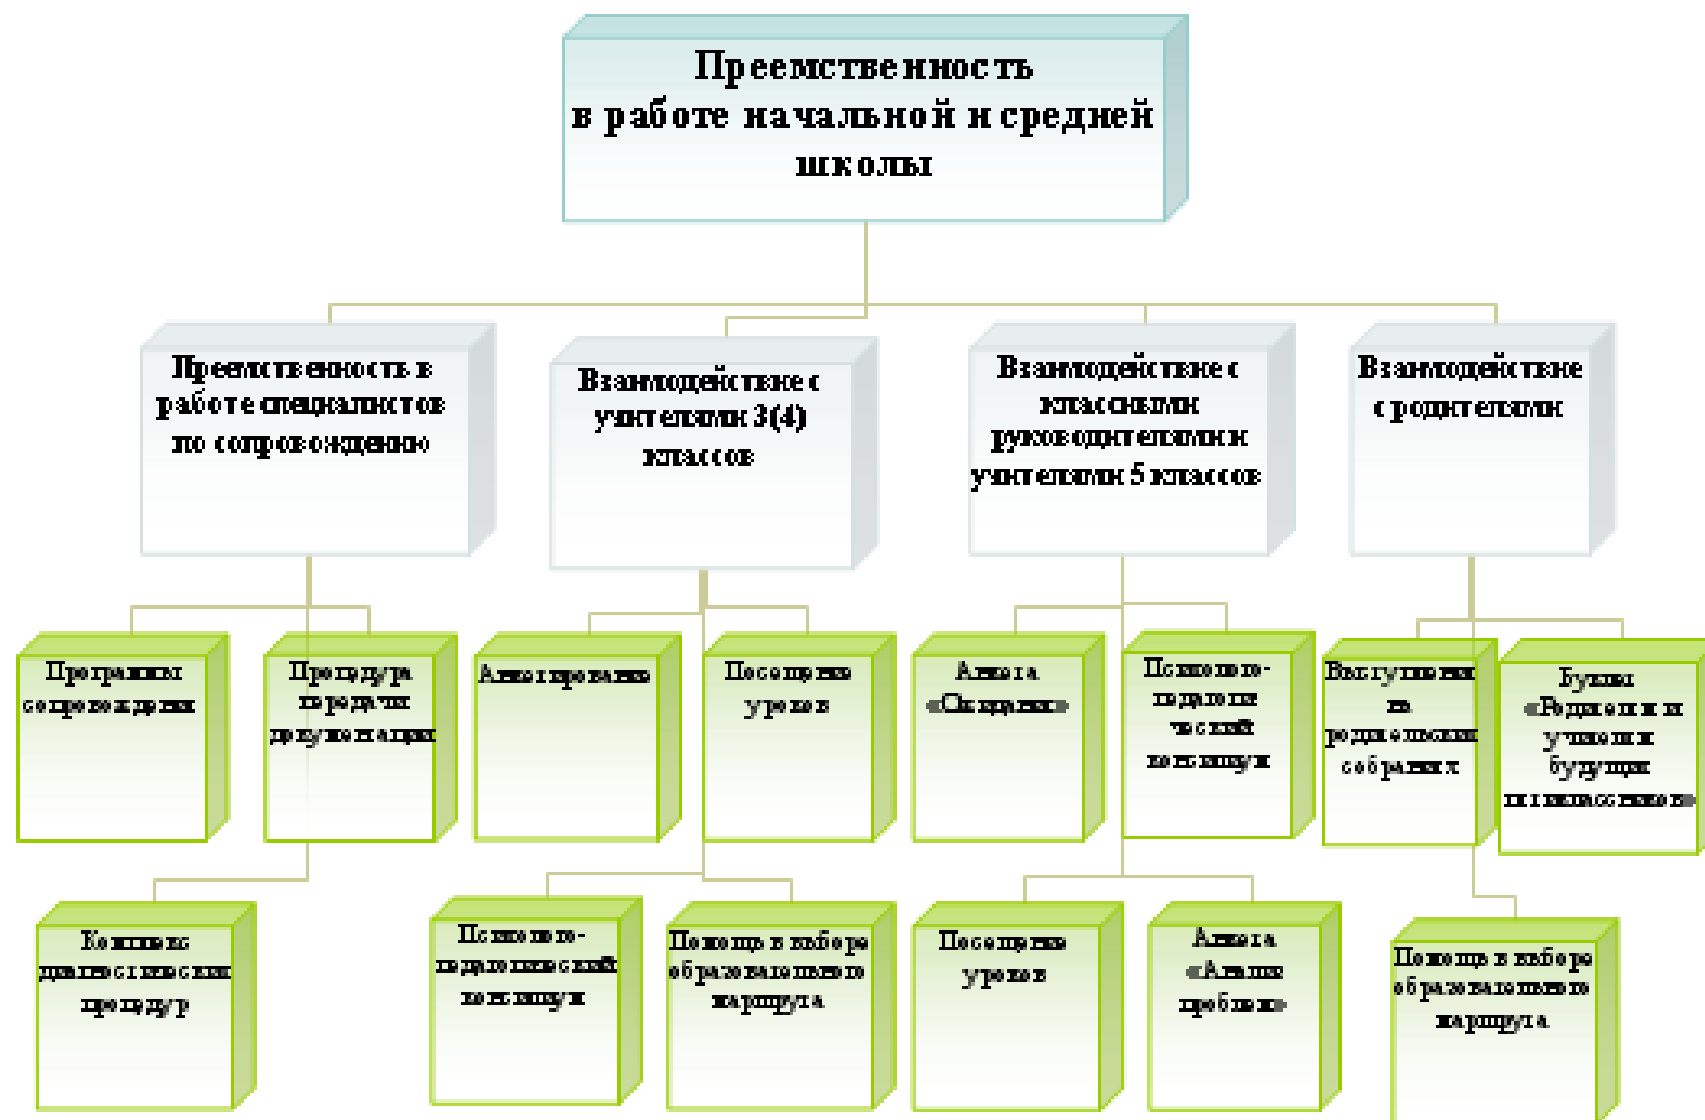 Преемственность
в работе начальной и средней
школы
Преемственность в
работе специалистов
по сопровождению
Взаимодействие с
учителями 3(4)
классов
Взаимодействие с
классными
руководителями и
учителями 5 классов
Взаимодействие
с родителями
Программы
сопровождения
Процедура
передачи
документации
Анкетирование
Посещение
уроков
Анкета
«Ожидания»
Психолого-
педагоги
ческий
консилиум
Выступления
на
родительских
собраниях
Буклет
«Родители и
учителя
будущих
пятиклассников»
Комплекс
диагностических
процедур
Психолого-
педагогический
консилиум
Помощь в выборе
образовательного
маршрута
Посещение
уроков
Анкета
«Анализ
проблем»
Помощь в выборе
образовательного
маршрута